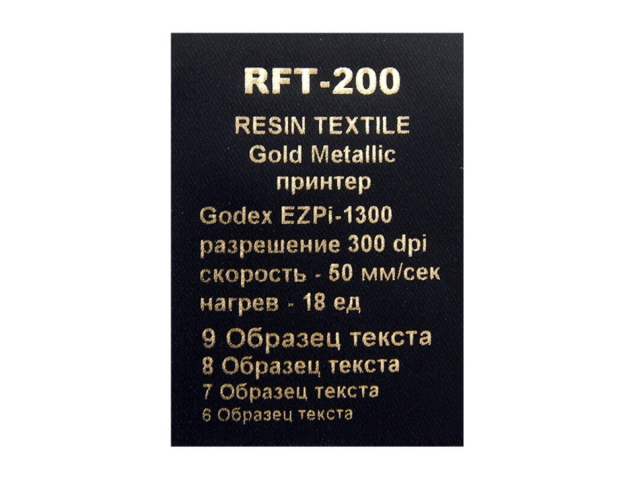 RFT-200
RESIN TEXTILE
Gold Metallic
принтер
Godex EZPi-1300
разрешение 300 dpi
скорость - 50 мм/сек
нагрев - 18 ед
9 Образец текста
8 Образец текста
7 Образец текста
6 Образец текста